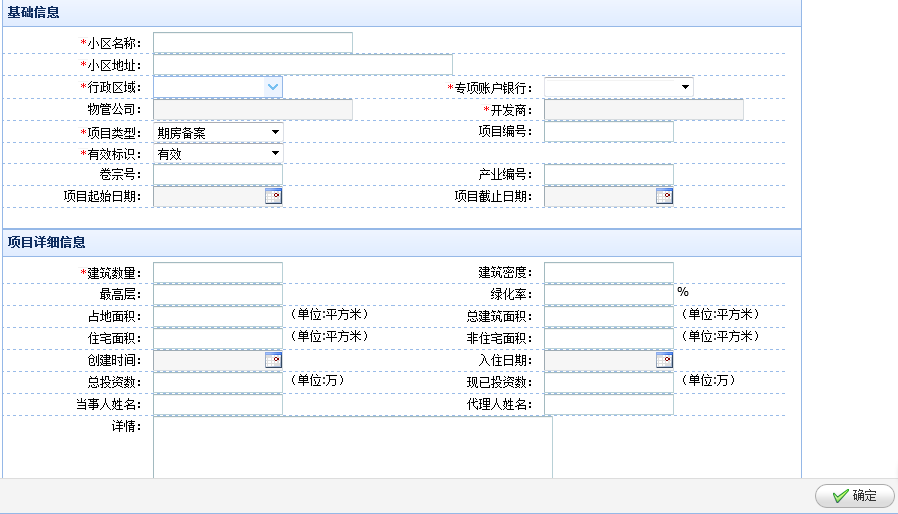 基础信息
*小区名称:
*小区地址:
*行政区域: *专项账户银行:
物管公司: *开发商:
*项目类型: 期房备案 项目编号:
*有效标识: 有效
卷宗号: 产业编号:
项目起始日期: 项目截止日期:
项目详细信息
*建筑数量: 建筑密度:
最高层: 绿化率: %
占地面积: （单位:平方米） 总建筑面积: （单位:平方米）
住宅面积: （单位:平方米） 非住宅面积: （单位:平方米）
创建时间: 入住日期:
总投资数: （单位:万） 现已投资数: （单位:万）
当事人姓名: 代理人姓名:
详情:
确定